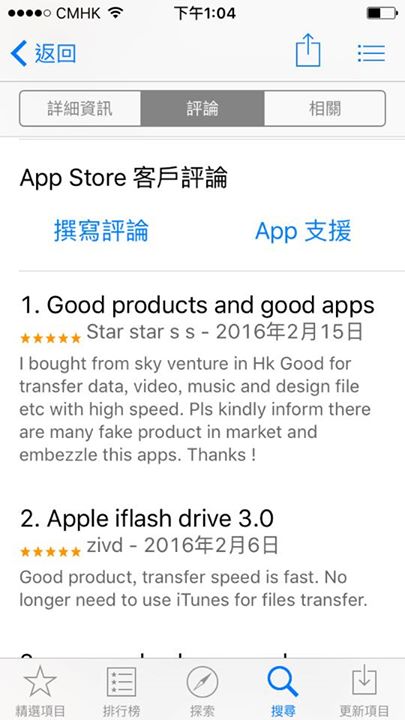 CMHK 下午1:04
返回
詳細資訊 評論 相關
App Store 客戶評論
撰寫評論 App 支援
1. Good products and good apps
★★★★★ Star star s s - 2016年2月15日
I bought from sky venture in Hk Good for
transfer data, video, music and design file
etc with high speed. Pls kindly inform there
are many fake product in market and
embezzle this apps. Thanks !
2. Apple iflash drive 3.0
★★★★★ zivd - 2016年2月6日
Good product, transfer speed is fast. No
longer need to use iTunes for files transfer.
精選項目 排行榜 探索 搜尋 更新項目